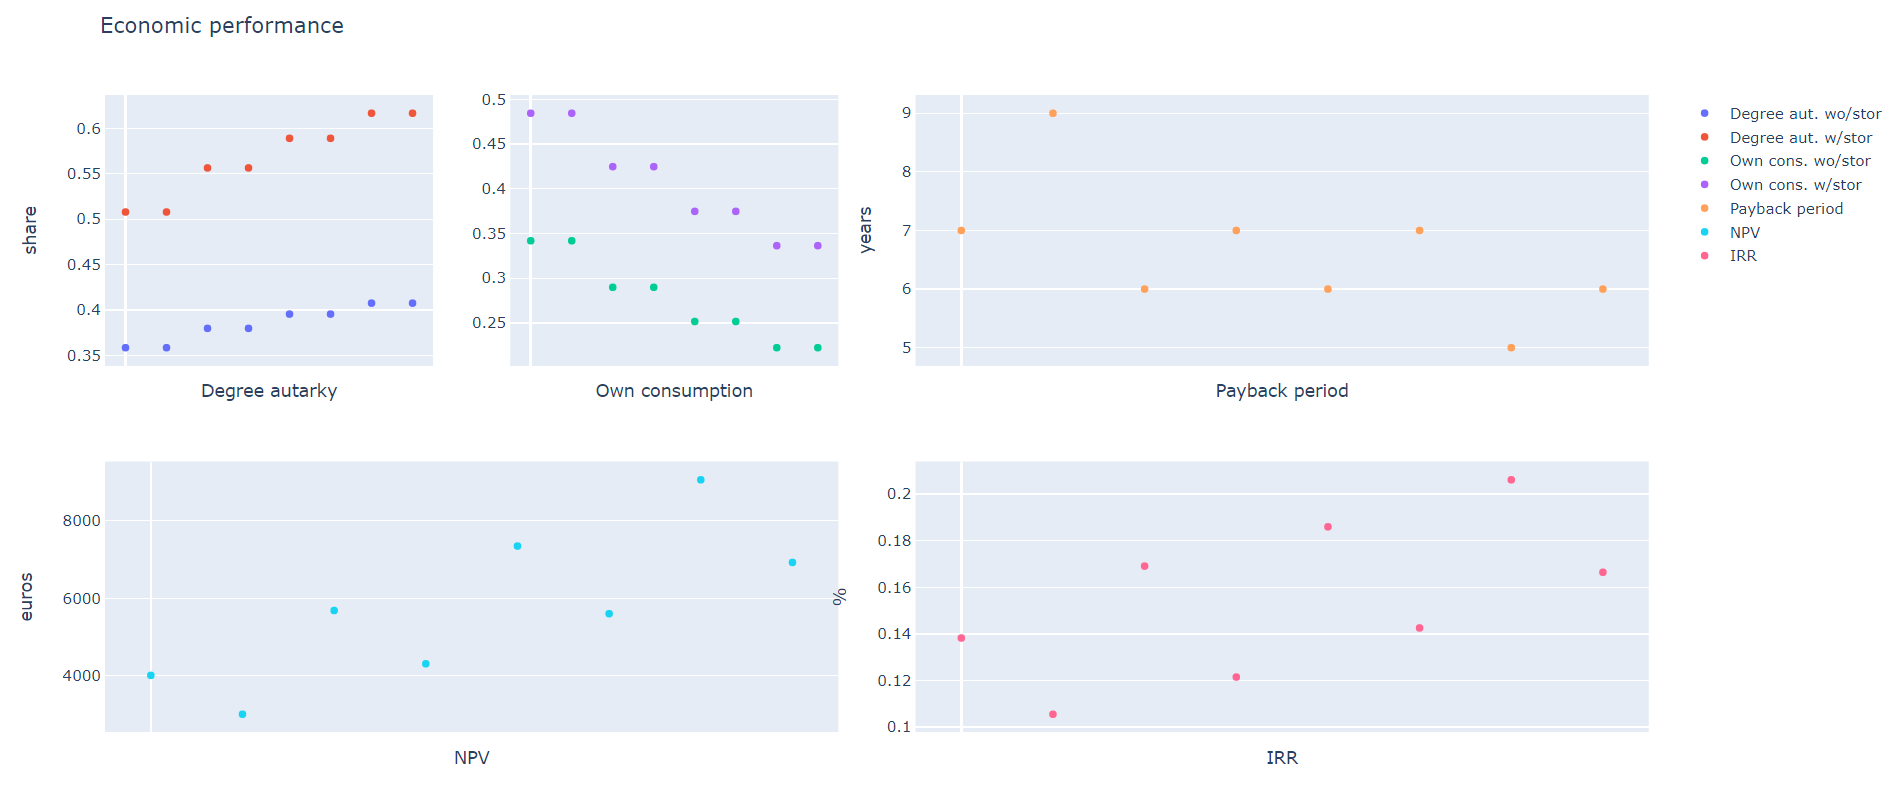 Economic performance
0.6
0.55
0.5
0.45
0.4
0.35
share
Degree autarky
0.5
0.45
0.4
0.35
0.3
0.25
Own consumption
9
8
7
6
5
years
Payback period
Degree aut. wo/stor
Degree aut. w/stor
Own cons. wo/stor
Own cons. w/stor
Payback period
NPV
IRR
8000
6000
4000
euros
NPV
0.2
0.18
0.16
0.14
0.12
0.1
%
IRR